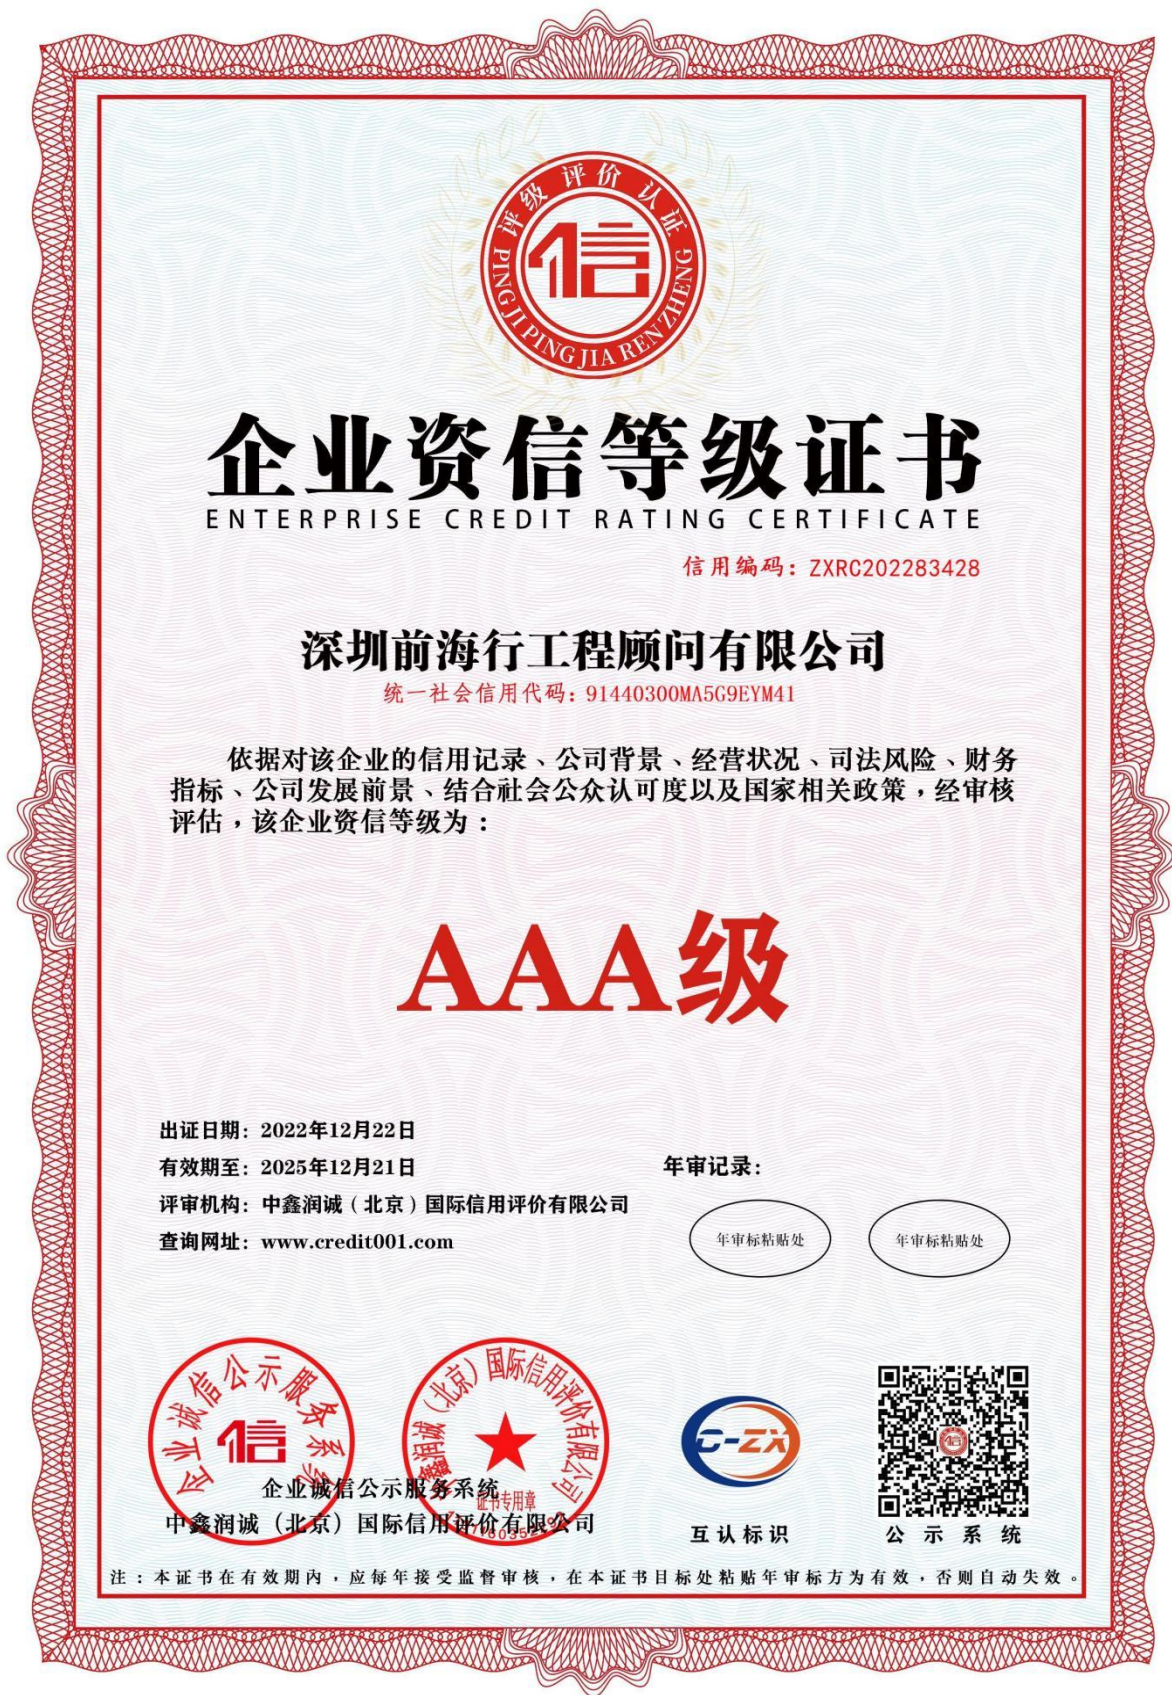 评级 评价 认证
PINGJI PINGJIA RENZHENG
信
企业资信等级证书
ENTERPRISE CREDIT RATING CERTIFICATE
信用编码：ZXRC202283428
深圳前海行工程顾问有限公司
统一社会信用代码：91440300MA5G9EYM41
依据对该企业的信用记录、公司背景、经营状况、司法风险、财务
指标、公司发展前景、结合社会公众认可度以及国家相关政策，经审核
评估，该企业资信等级为：
AAA级
出证日期：2022年12月22日
有效期至：2025年12月21日
评审机构：中鑫润诚（北京）国际信用评价有限公司
查询网址：www.credit001.com
年审记录：
年审标粘贴处
年审标粘贴处
企业诚信公示服务系统
信
中鑫润诚（北京）国际信用评价有限公司
证书专用章
企业诚信公示服务系统
中鑫润诚（北京）国际信用评价有限公司
C-ZX
互认标识
信
公示系统
注：本证书在有效期内，应每年接受监督审核，在本证书目标处粘贴年审标方为有效，否则自动失效。